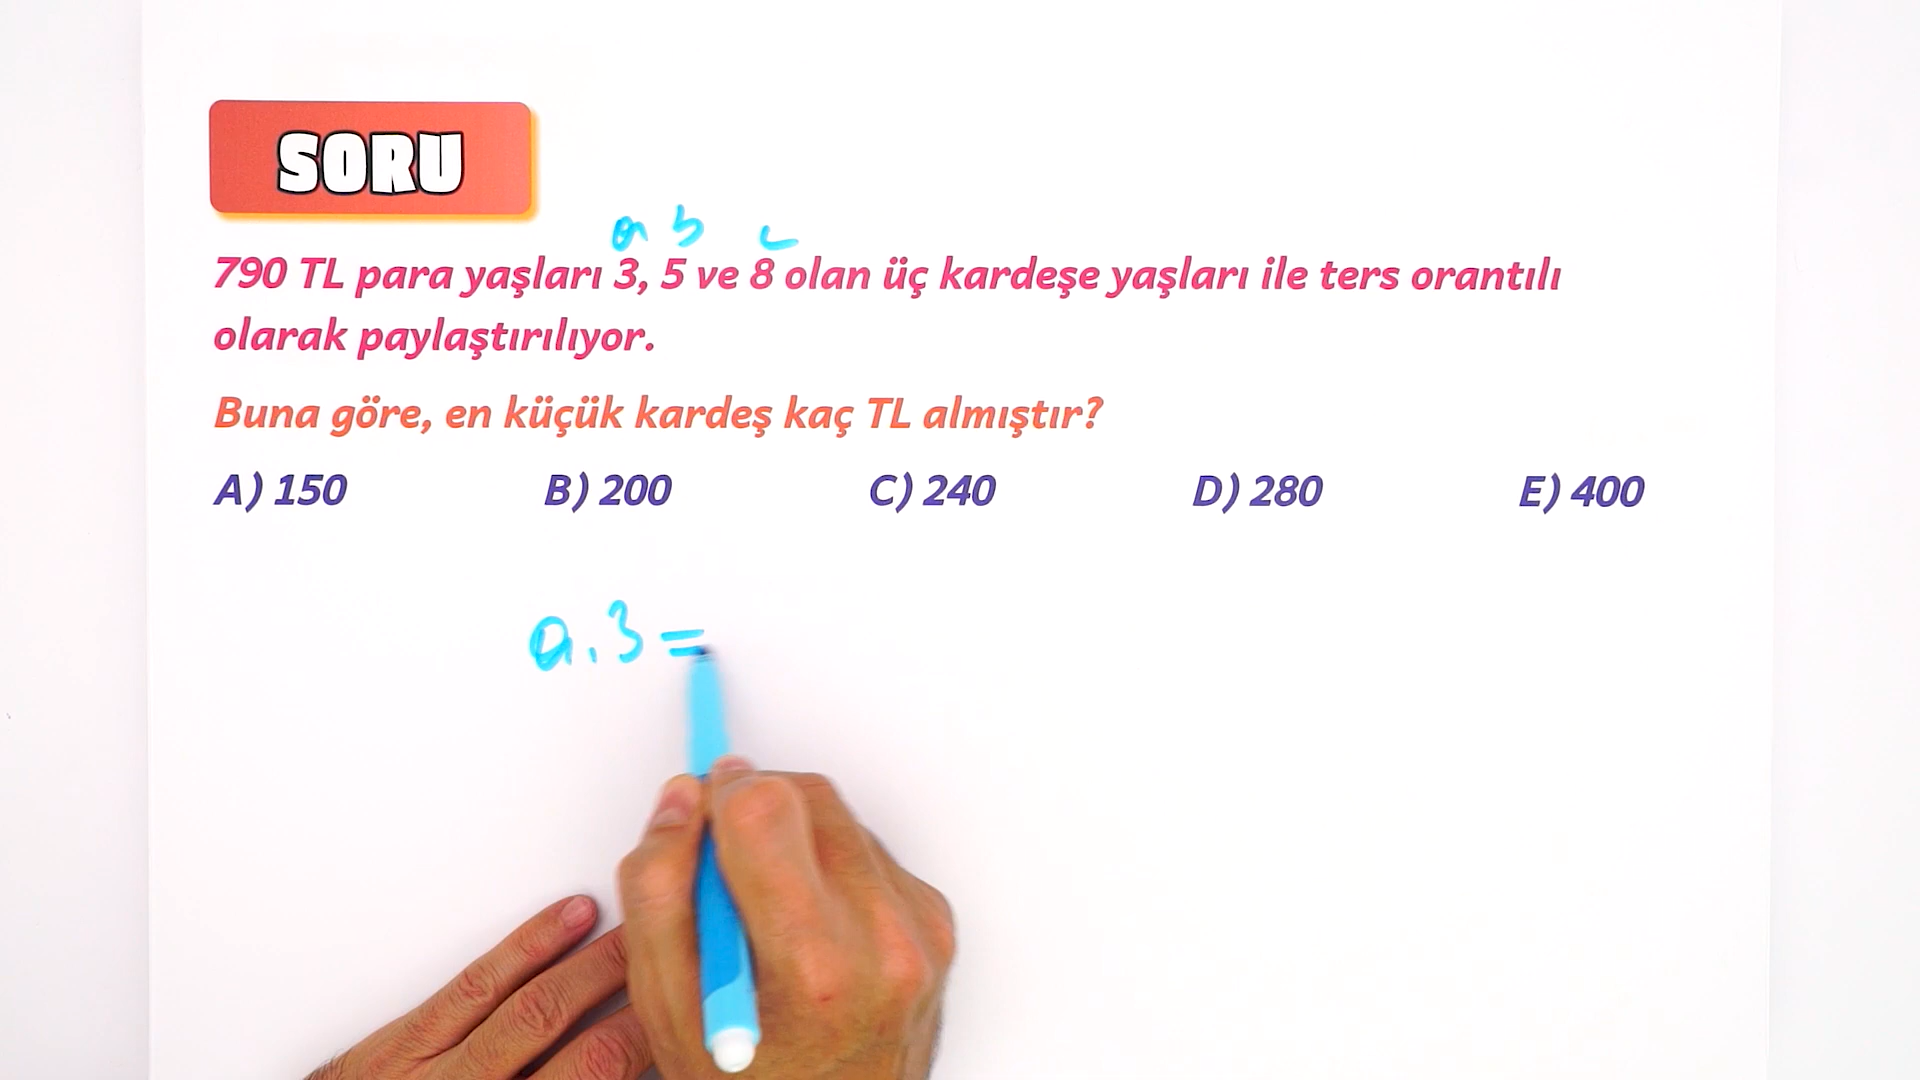 SORU
a b c
790 TL para yaşları 3, 5 ve 8 olan üç kardeşe yaşları ile ters orantılı
olarak paylaştırılıyor.
Buna göre, en küçük kardeş kaç TL almıştır?
A) 150 B) 200 C) 240 D) 280 E) 400
a.3=